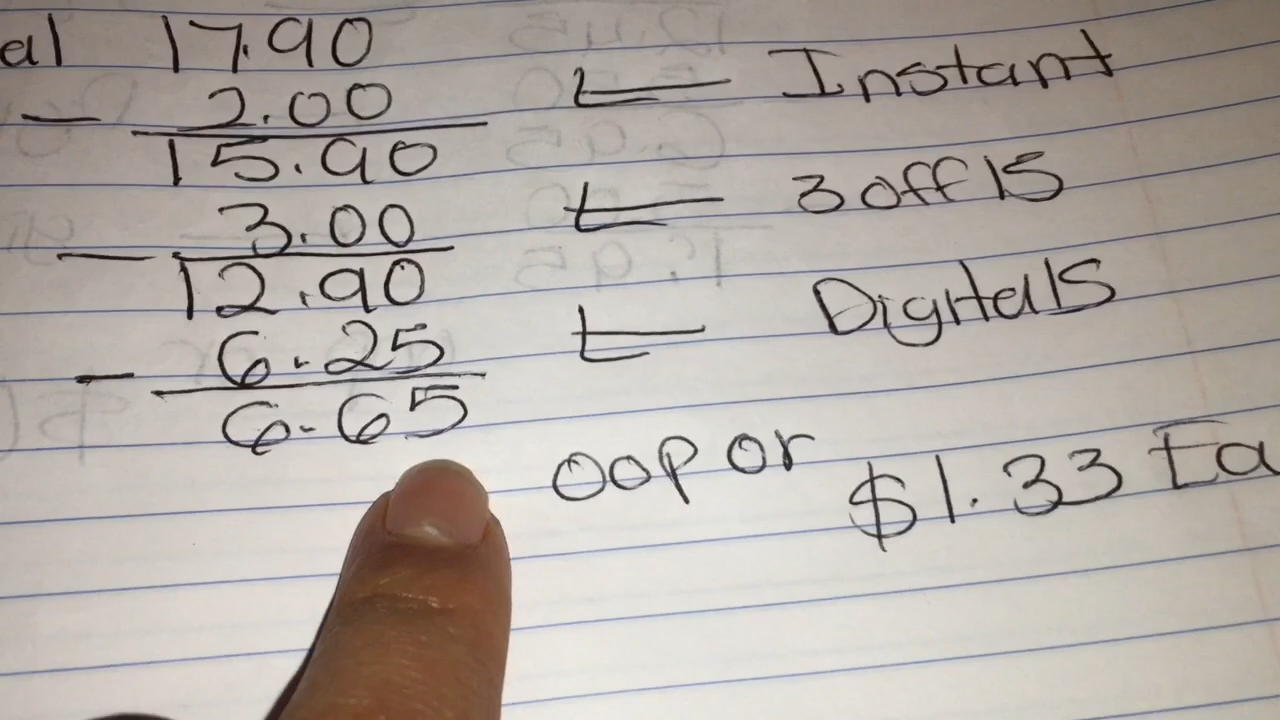 al 17.90
- 2.00 Instant
15.90
- 3.00 3 off 15
12.90
- 6.25 Digitals
6.65
OOP or $1.33 Ea